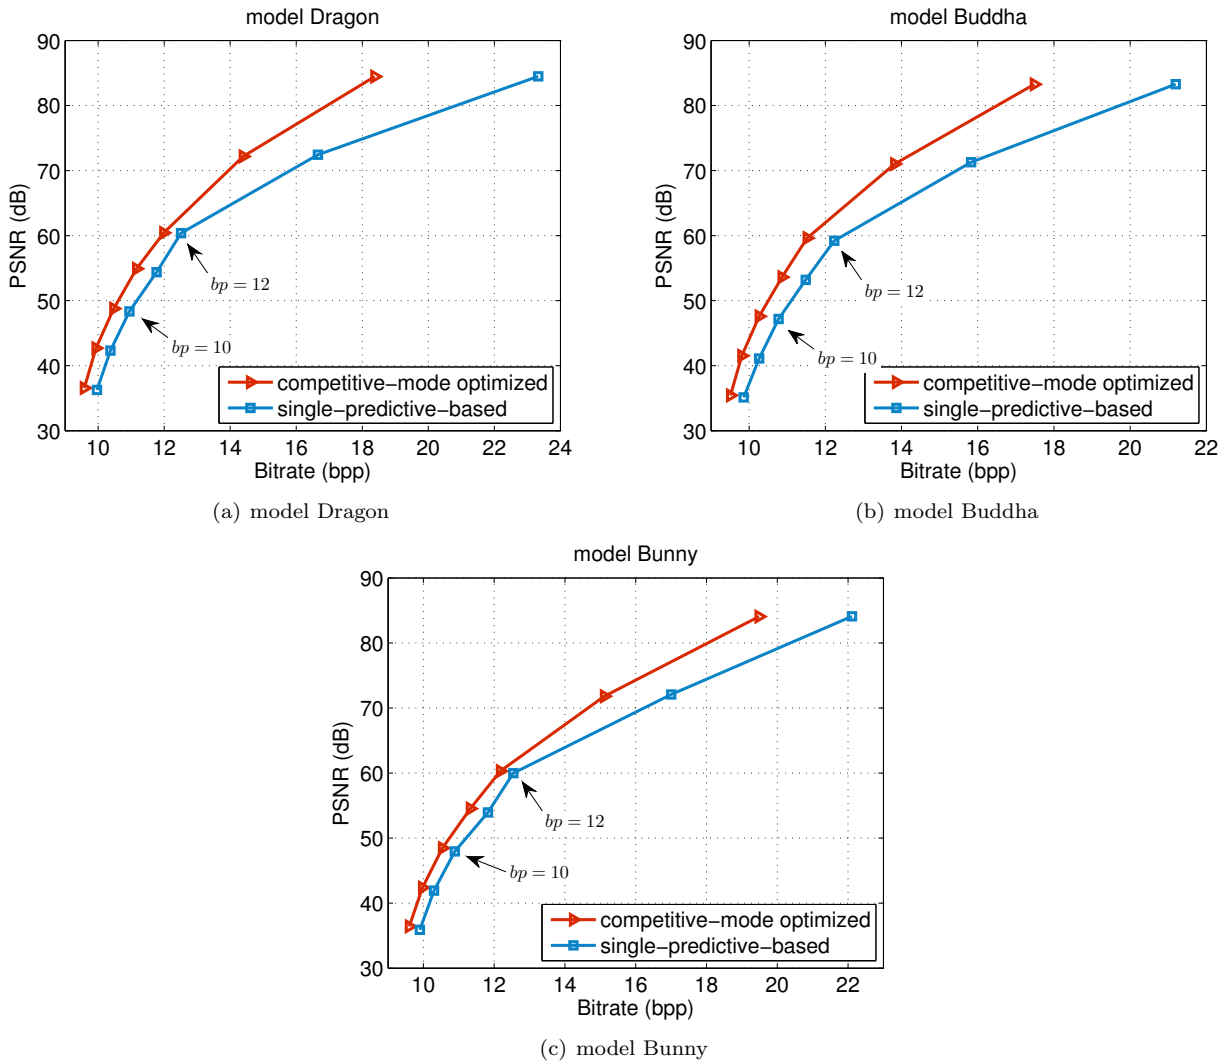 model Dragon
PSNR (dB)
90
80
70
60
50
40
30
bp = 12
bp = 10
competitive−mode optimized
single−predictive−based
10 12 14 16 18 20 22 24
Bitrate (bpp)
(a) model Dragon
model Buddha
PSNR (dB)
90
80
70
60
50
40
30
bp = 12
bp = 10
competitive−mode optimized
single−predictive−based
10 12 14 16 18 20 22
Bitrate (bpp)
(b) model Buddha
model Bunny
PSNR (dB)
90
80
70
60
50
40
30
bp = 12
bp = 10
competitive−mode optimized
single−predictive−based
10 12 14 16 18 20 22
Bitrate (bpp)
(c) model Bunny